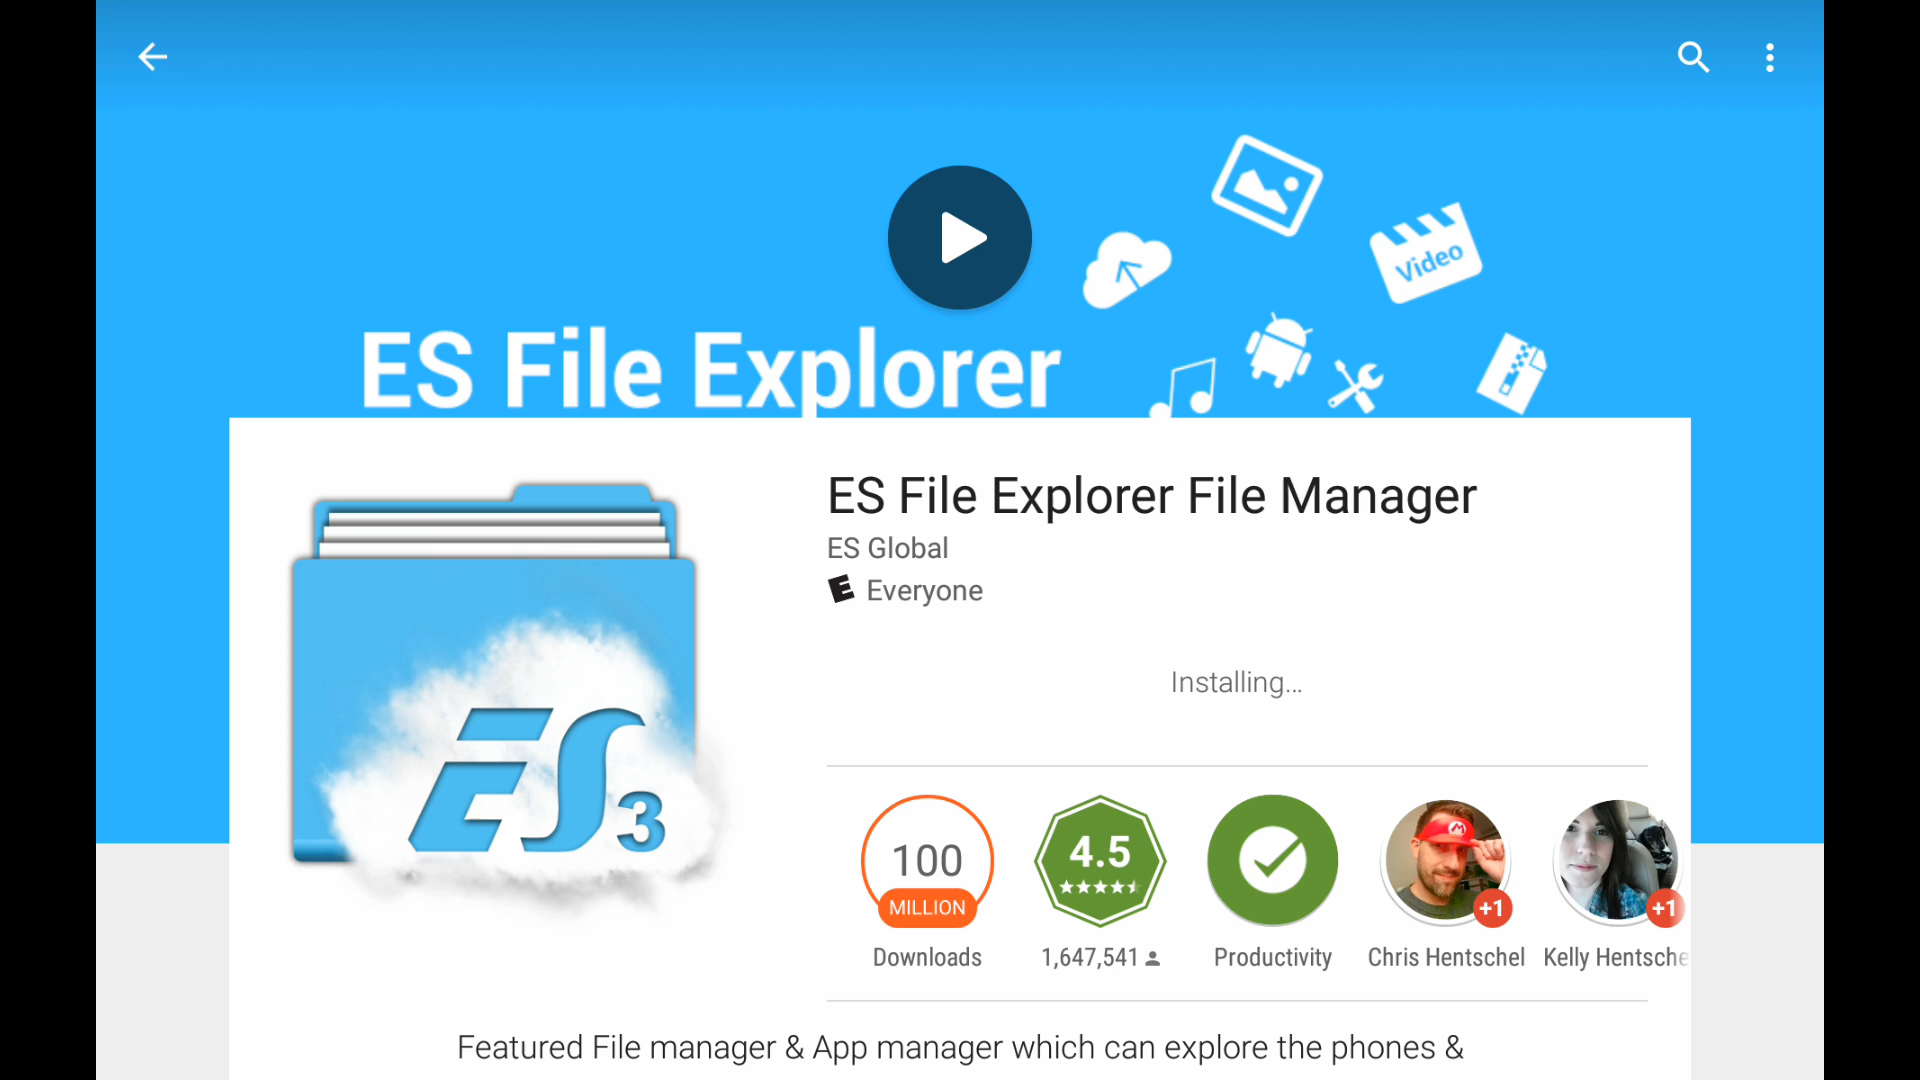 Video
ES File Explorer
ES File Explorer File Manager
ES Global
E Everyone
Installing...
ES3
100
MILLION
Downloads
4.5
1,647,541
Productivity
M
+1
Chris Hentschel
+1
Kelly Hentsche
Featured File manager & App manager which can explore the phones &